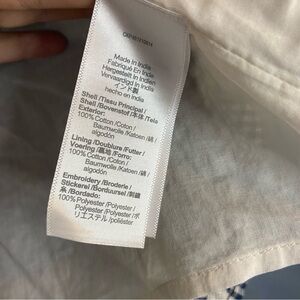 Made in India
Fabriqué En Inde
Hergestellt in Indien
Vervaardigd in India
インド製
hecho en India
Shell /Tissu Principal /
Shell /Bovenstof /本体 /Tela
Exterior:
100% Cotton /Coton /
Baumwolle /Katoen /綿 /
algodón
Lining /Doublure /Futter /
Voering /裏地 /Forro:
100% Cotton /Coton /
Baumwolle /Katoen /綿 /
algodón
Embroidery /Broderie /
Stickerei /Borduursel /刺繍
糸 /Bordado:
100% Polyester /Polyester /
Polyester /Polyester /ポ
リエステル /poliéster